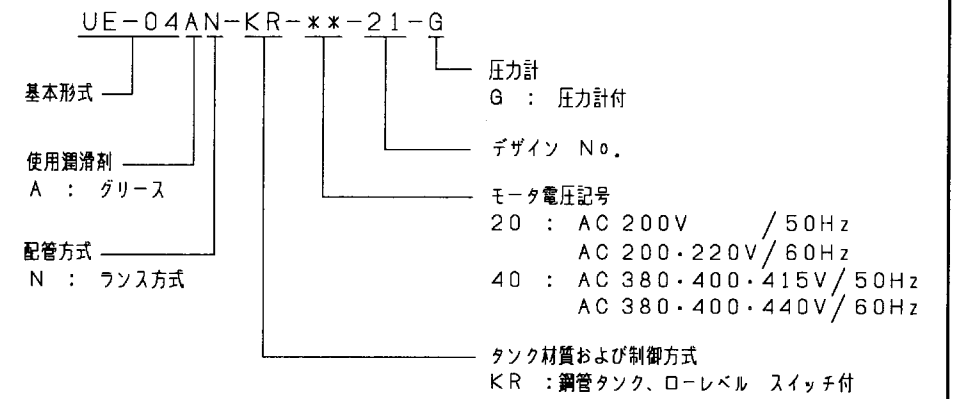 UE-04AN-KR-**-21-G
基本形式
使用潤滑剤
A : グリース
配管方式
N : ランス方式
圧力計
G : 圧力計付
デザイン No.
モータ電圧記号
20 : AC 200V /50Hz
AC 200・220V/60Hz
40 : AC 380・400・415V/50Hz
AC 380・400・440V/60Hz
タンク材質および制御方式
KR :鋼管タンク、ローレベル スイッチ付